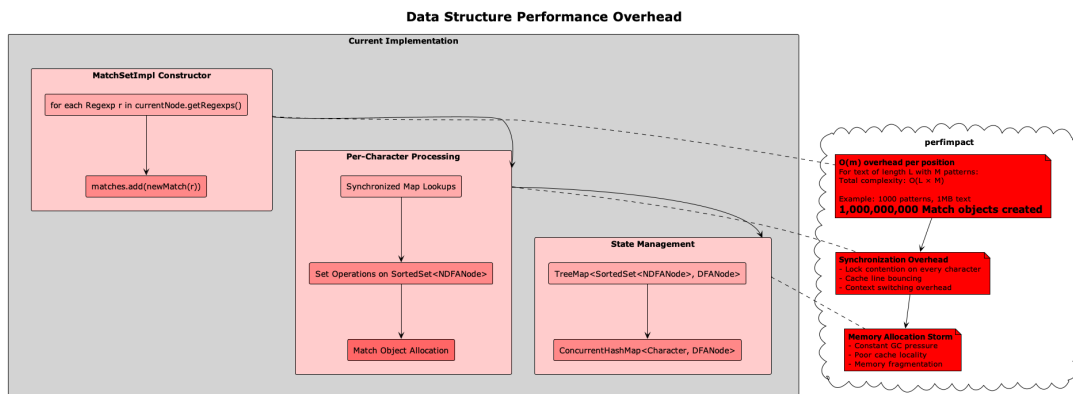 Data Structure Performance Overhead
Current Implementation
MatchSetImpl Constructor
for each Regexp r in currentNode.getRegexps()
matches.add(newMatch(r))
Per-Character Processing
Synchronized Map Lookups
Set Operations on SortedSet<NDFANode>
Match Object Allocation
State Management
TreeMap<SortedSet<NDFANode>, DFANode>
ConcurrentHashMap<Character, DFANode>
perfimpact
O(m) overhead per position
For text of length L with M patterns:
Total complexity: O(L × M)
Example: 1000 patterns, 1MB text
1,000,000,000 Match objects created
Synchronization Overhead
- Lock contention on every character
- Cache line bouncing
- Context switching overhead
Memory Allocation Storm
- Constant GC pressure
- Poor cache locality
- Memory fragmentation